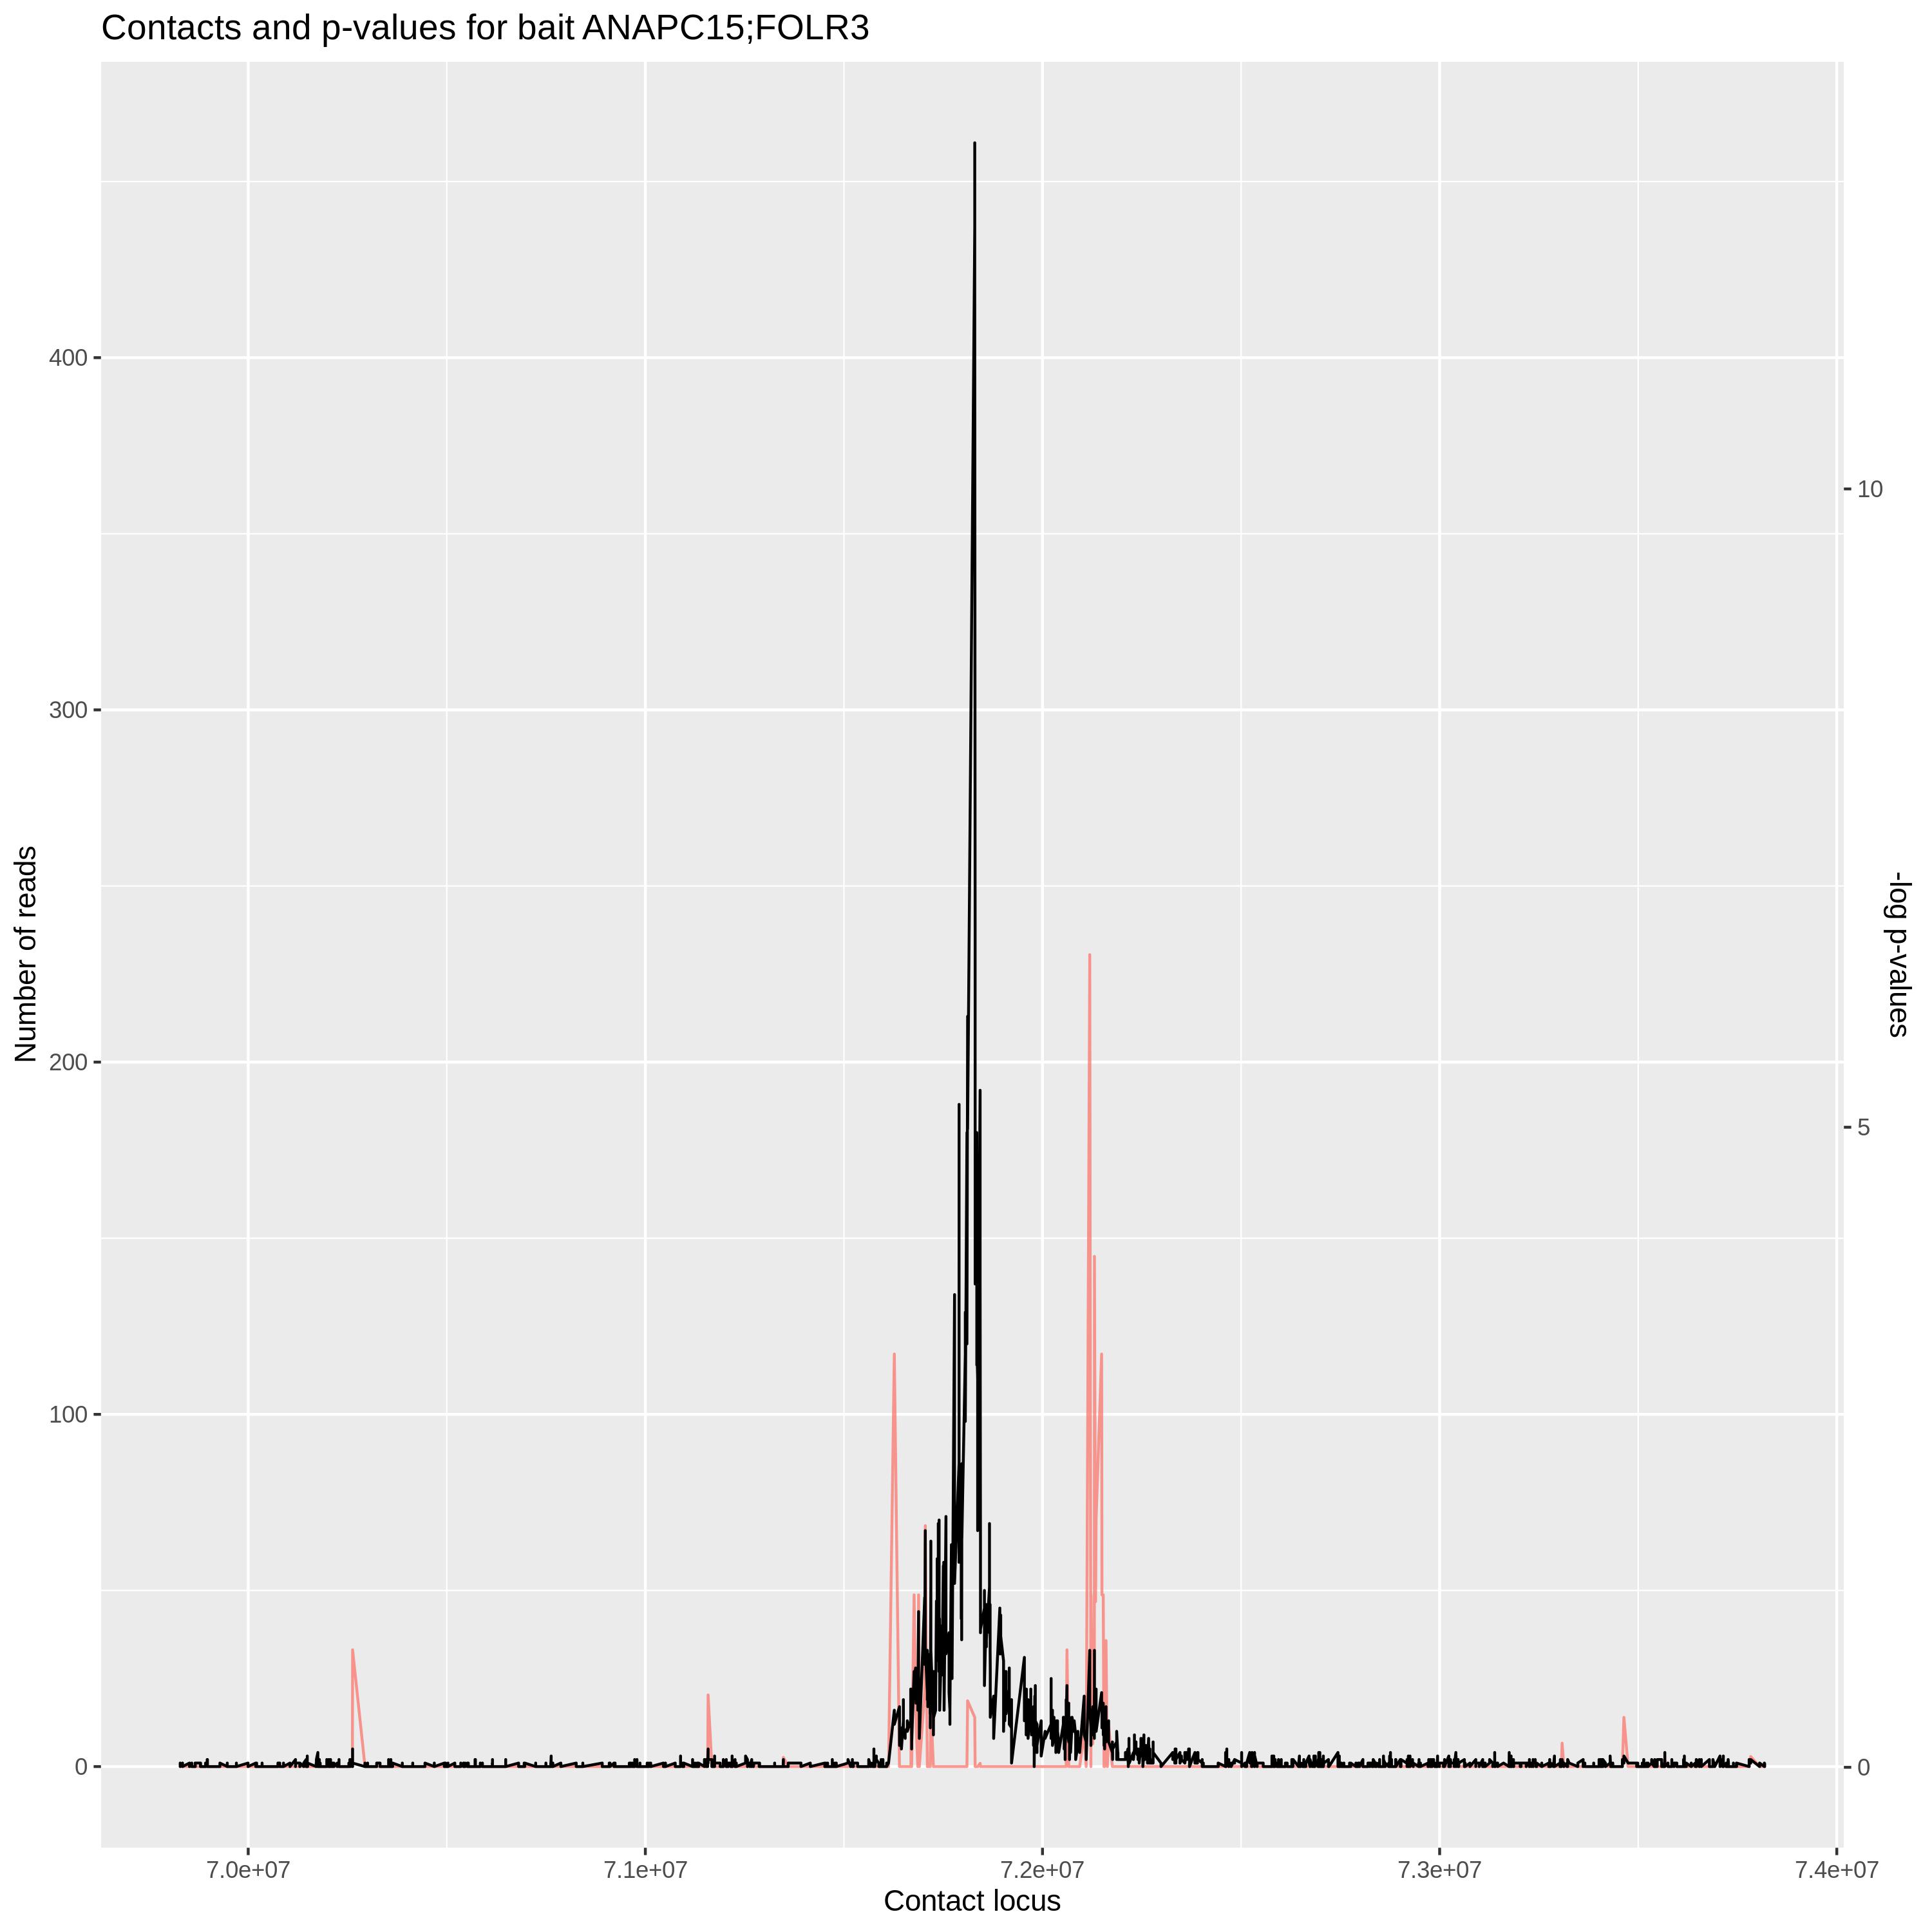 Contacts and p-values for bait ANAPC15;FOLR3
Number of reads
400
300
200
100
0
10
5
0
-log p-values
7.0e+07
7.1e+07
7.2e+07
7.3e+07
7.4e+07
Contact locus